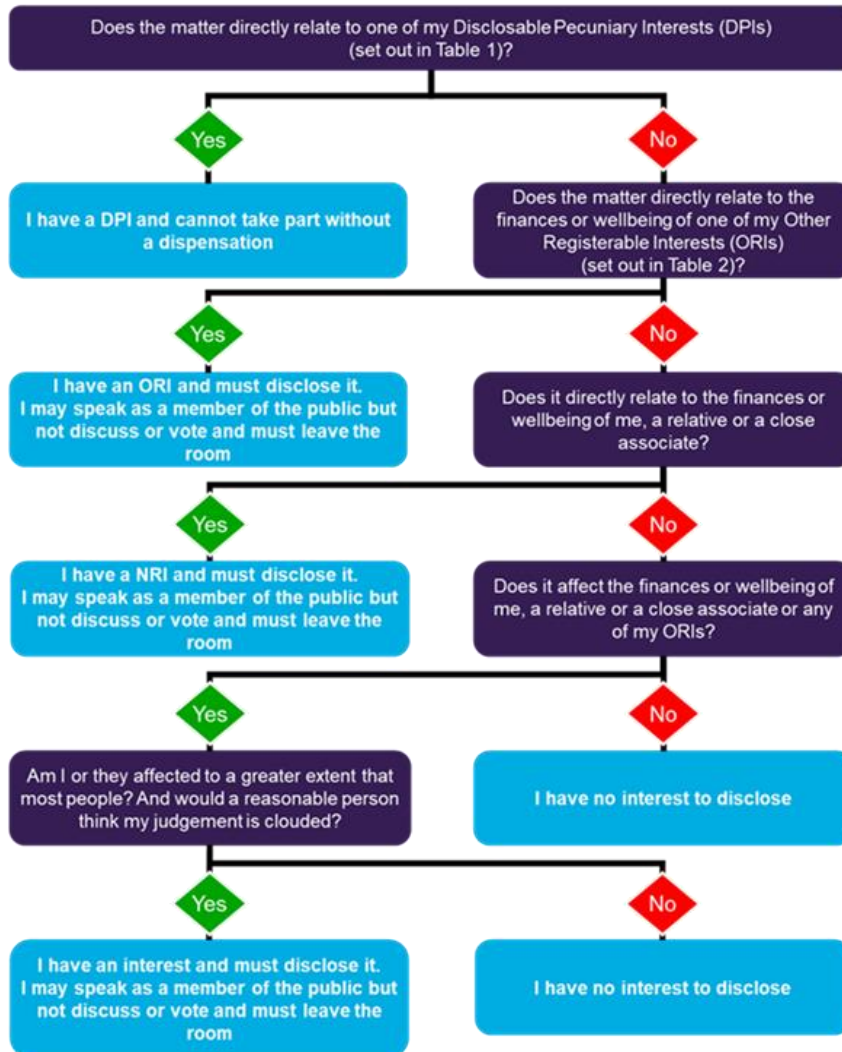 Does the matter directly relate to one of my Disclosable Pecuniary Interests (DPIs)
(set out in Table 1)?
Yes
No
I have a DPI and cannot take part without
a dispensation
Does the matter directly relate to the
finances or wellbeing of one of my Other
Registerable Interests (ORIs)
(set out in Table 2)?
Yes
No
I have an ORI and must disclose it.
I may speak as a member of the public but
not discuss or vote and must leave the
room
Does it directly relate to the finances or
wellbeing of me, a relative or a close
associate?
Yes
No
I have a NRI and must disclose it.
I may speak as a member of the public but
not discuss or vote and must leave the
room
Does it affect the finances or wellbeing of
me, a relative or a close associate or any
of my ORIs?
Yes
No
Am I or they affected to a greater extent that
most people? And would a reasonable person
think my judgement is clouded?
I have no interest to disclose
Yes
No
I have an interest and must disclose it.
I may speak as a member of the public but
not discuss or vote and must leave the
room
I have no interest to disclose